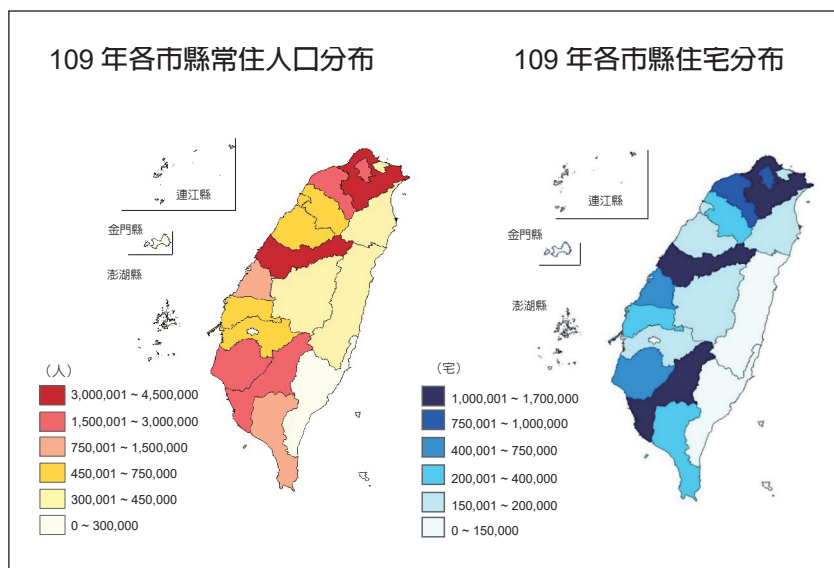 109 年各市縣常住人口分布
連江縣
金門縣
澎湖縣
（人）
3,000,001 ~ 4,500,000
1,500,001 ~ 3,000,000
750,001 ~ 1,500,000
450,001 ~ 750,000
300,001 ~ 450,000
0 ~ 300,000
109 年各市縣住宅分布
連江縣
金門縣
澎湖縣
（宅）
1,000,001 ~ 1,700,000
750,001 ~ 1,000,000
400,001 ~ 750,000
200,001 ~ 400,000
150,001 ~ 200,000
0 ~ 150,000